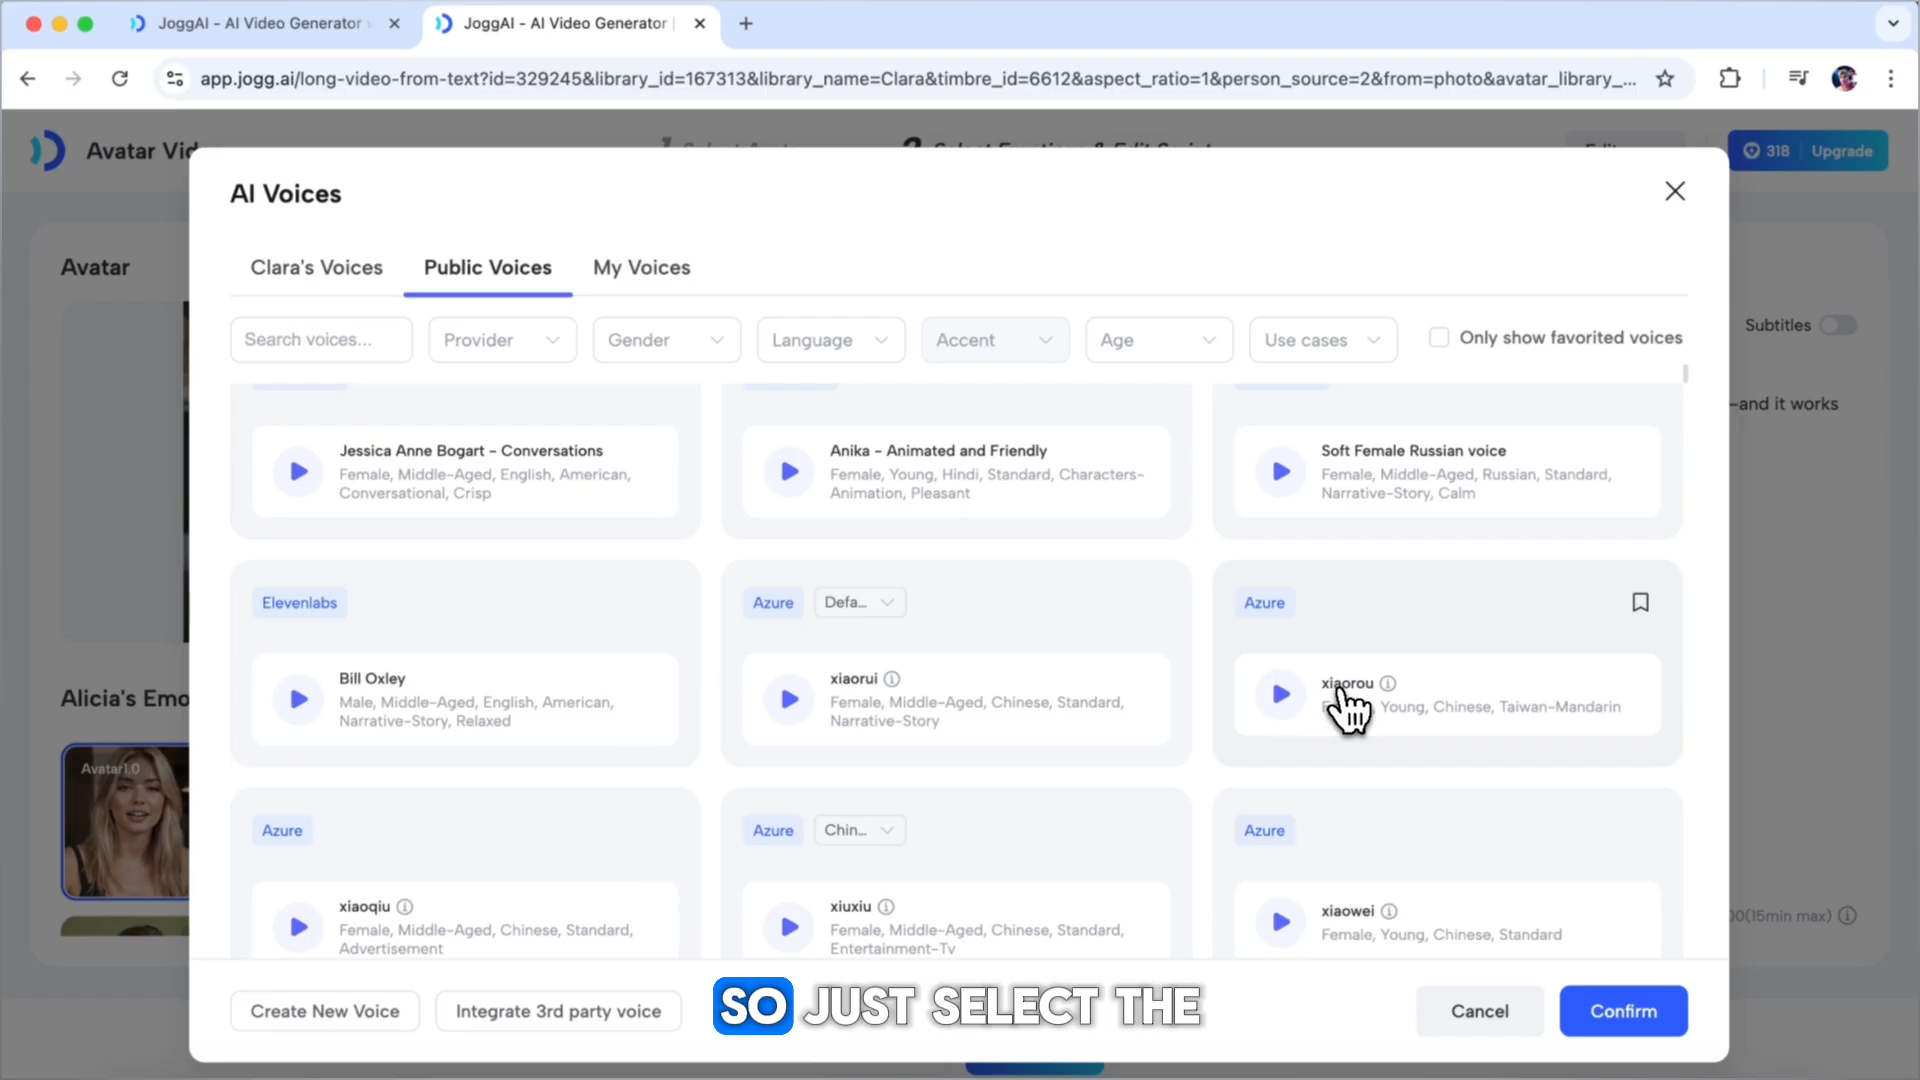 JoggAI - AI Video Generator
JoggAI - AI Video Generator
app.jogg.ai/long-video-from-text?id=329245&library_id=167313&library_name=Clara&timbre_id=6612&aspect_ratio=1&person_source=2&from=photo&avatar_library_...
Avatar Vid
318 Upgrade
AI Voices
Avatar
Clara's Voices Public Voices My Voices
Subtitles
Search voices... Provider Gender Language Accent Age Use cases Only show favorited voices
-and it works
Jessica Anne Bogart - Conversations
Female, Middle-Aged, English, American,
Conversational, Crisp
Anika - Animated and Friendly
Female, Young, Hindi, Standard, Characters-
Animation, Pleasant
Soft Female Russian voice
Female, Middle-Aged, Russian, Standard,
Narrative-Story, Calm
Elevenlabs
Bill Oxley
Male, Middle-Aged, English, American,
Narrative-Story, Relaxed
Azure Defa...
xiaorui
Female, Middle-Aged, Chinese, Standard,
Narrative-Story
Azure
xiaorou
Young, Chinese, Taiwan-Mandarin
Alicia's Emo
Avatar1.0
Azure
xiaoqiu
Female, Middle-Aged, Chinese, Standard,
Advertisement
Azure Chin...
xiuxiu
Female, Middle-Aged, Chinese, Standard,
Entertainment-Tv
Azure
xiaowei
Female, Young, Chinese, Standard
00(15min max)
Create New Voice Integrate 3rd party voice
SO JUST SELECT THE
Cancel Confirm